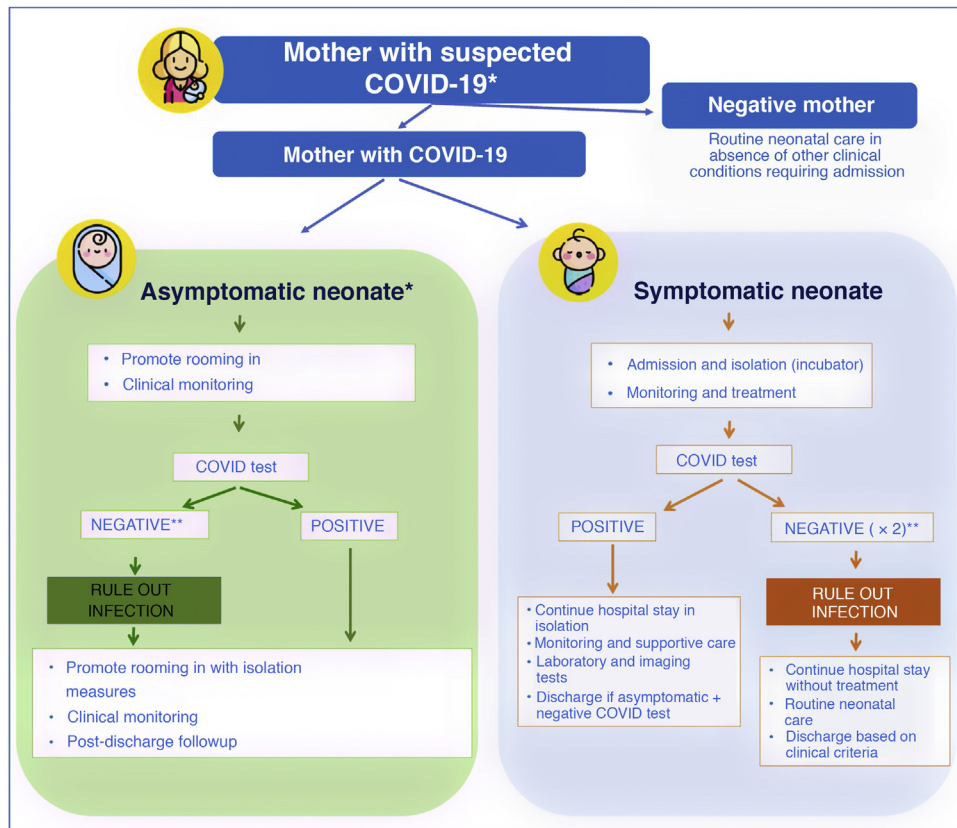 Mother with suspected
COVID-19*
Negative mother
Routine neonatal care in
absence of other clinical
conditions requiring admission
Mother with COVID-19
Asymptomatic neonate*
• Promote rooming in
• Clinical monitoring
COVID test
NEGATIVE**
POSITIVE
RULE OUT
INFECTION
• Promote rooming in with isolation
measures
• Clinical monitoring
• Post-discharge followup
Symptomatic neonate
• Admission and isolation (incubator)
• Monitoring and treatment
COVID test
POSITIVE
NEGATIVE ( × 2)**
• Continue hospital stay in
isolation
• Monitoring and supportive care
• Laboratory and imaging
tests
• Discharge if asymptomatic +
negative COVID test
RULE OUT
INFECTION
• Continue hospital stay
without treatment
• Routine neonatal
care
• Discharge based on
clinical criteria